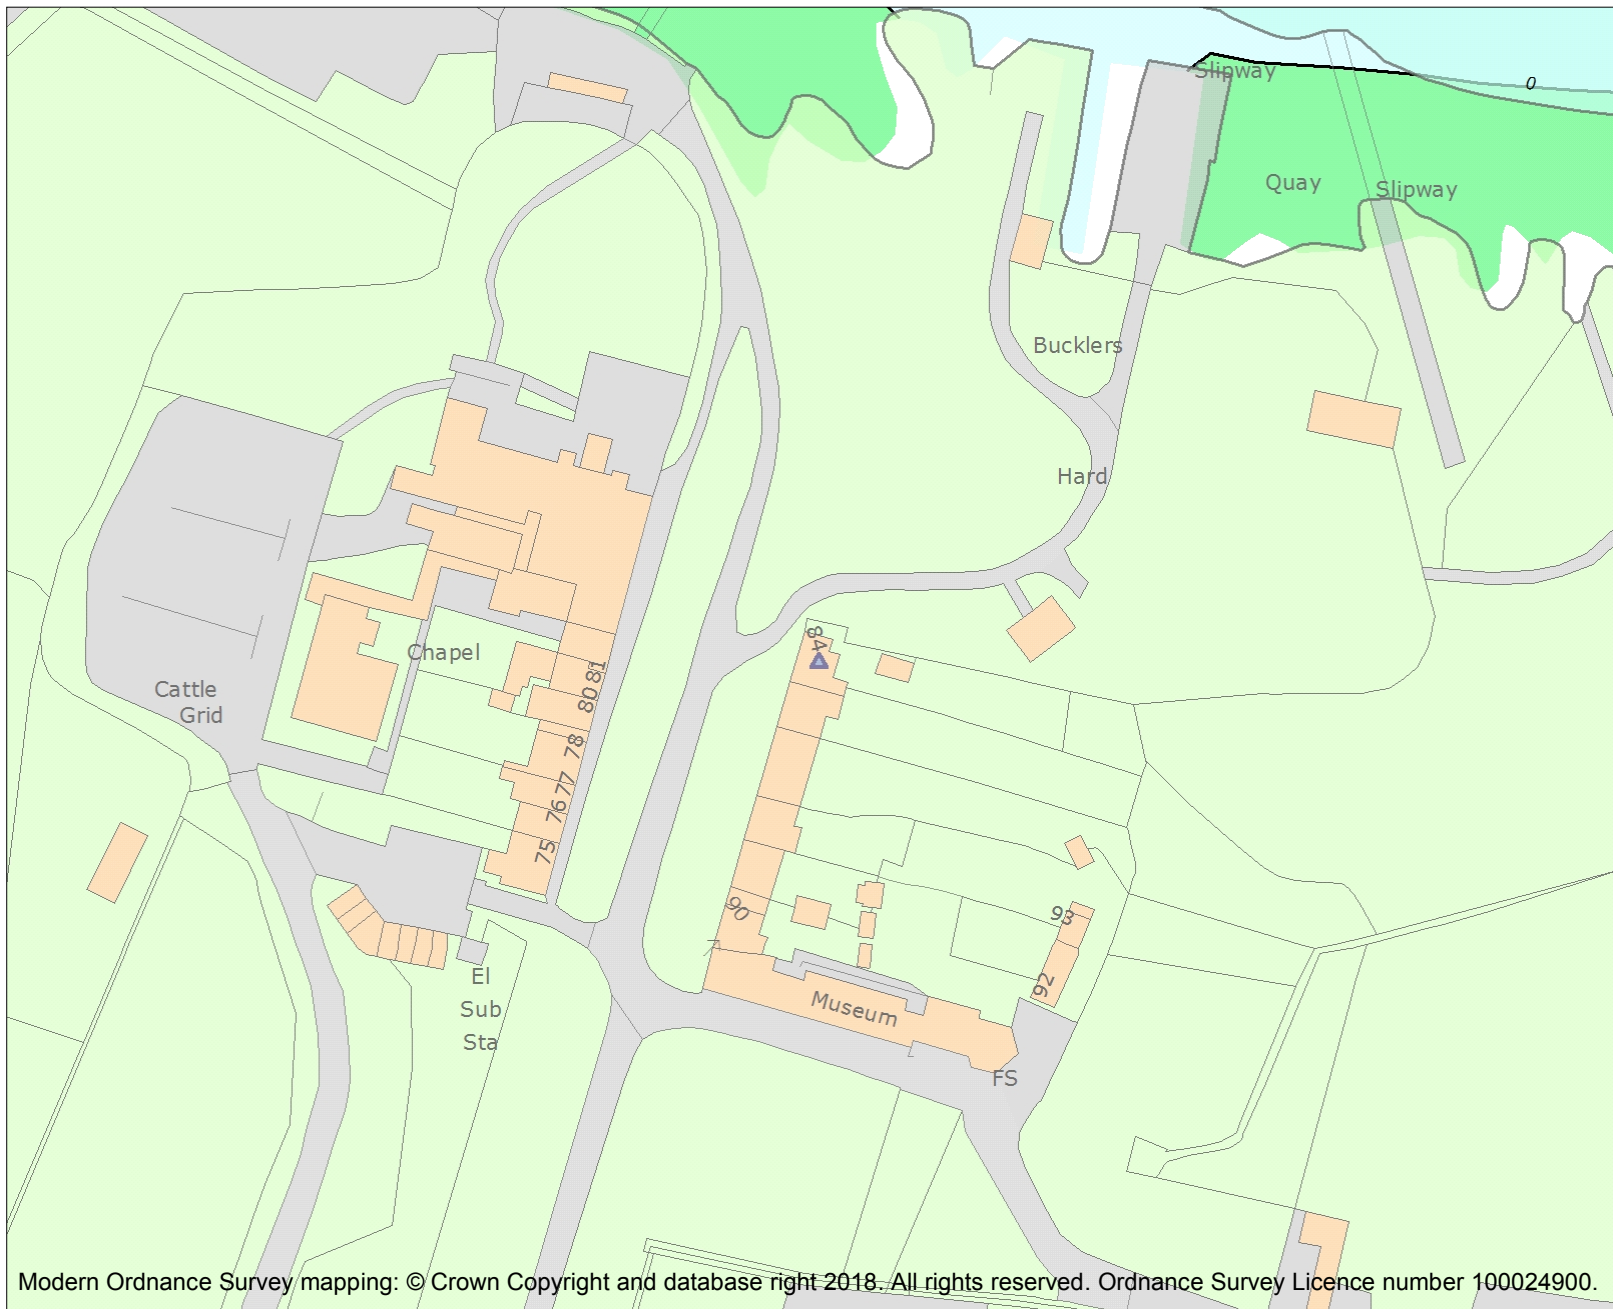 Slipway
0
Quay
Slipway
Bucklers
Hard
84
Chapel
81
80
Cattle
Grid
78
77
76
75
90
93
92
El
Sub
Sta
Museum
FS
Modern Ordnance Survey mapping: © Crown Copyright and database right 2018. All rights reserved. Ordnance Survey Licence number 100024900.